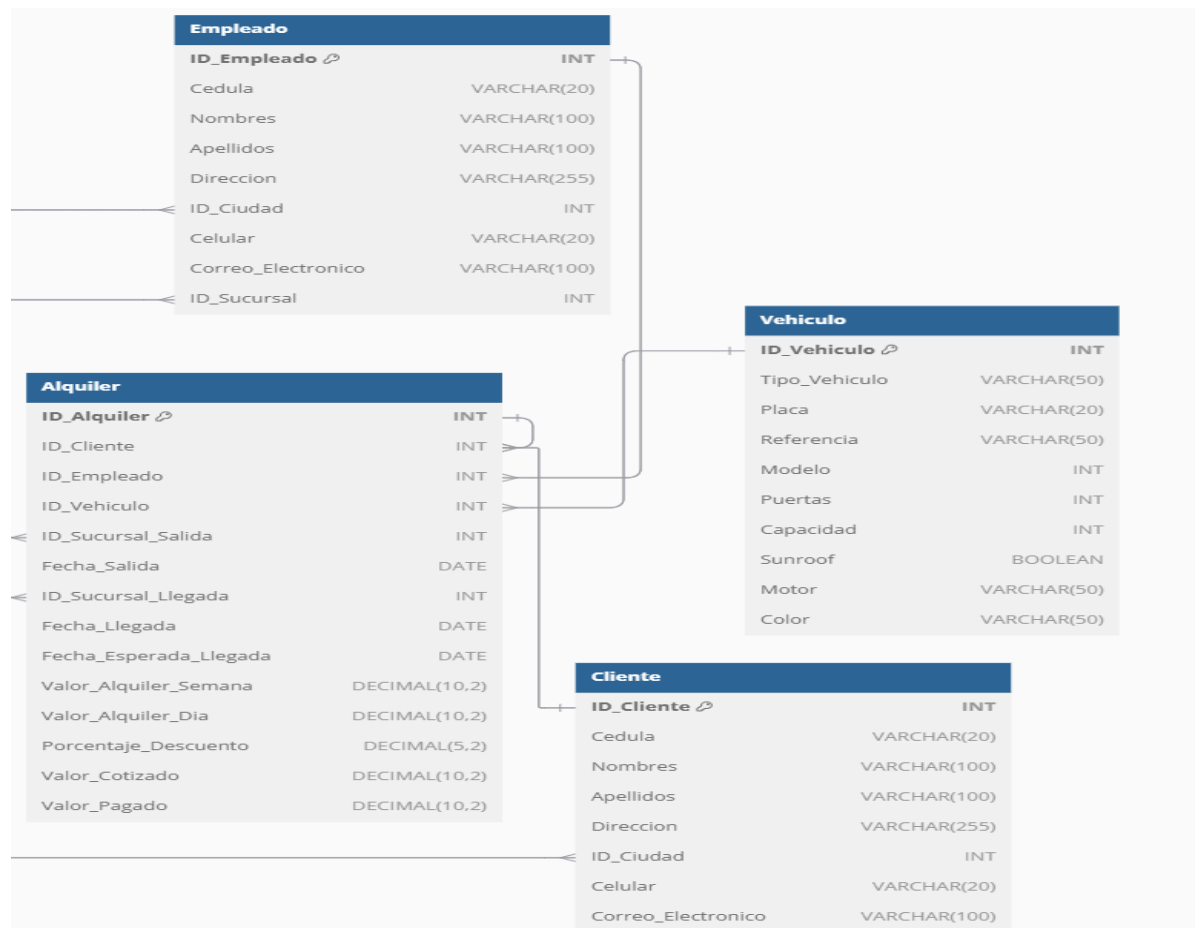 Empleado
ID_Empleado INT
Cedula VARCHAR(20)
Nombres VARCHAR(100)
Apellidos VARCHAR(100)
Direccion VARCHAR(255)
ID_Ciudad INT
Celular VARCHAR(20)
Correo_Electronico VARCHAR(100)
ID_Sucursal INT
Vehiculo
ID_Vehiculo INT
Tipo_Vehiculo VARCHAR(50)
Placa VARCHAR(20)
Referencia VARCHAR(50)
Modelo INT
Puertas INT
Capacidad INT
Sunroof BOOLEAN
Motor VARCHAR(50)
Color VARCHAR(50)
Alquiler
ID_Alquiler INT
ID_Cliente INT
ID_Empleado INT
ID_Vehiculo INT
ID_Sucursal_Salida INT
Fecha_Salida DATE
ID_Sucursal_Llegada INT
Fecha_Llegada DATE
Fecha_Esperada_Llegada DATE
Valor_Alquiler_Semana DECIMAL(10,2)
Valor_Alquiler_Dia DECIMAL(10,2)
Porcentaje_Descuento DECIMAL(5,2)
Valor_Cotizado DECIMAL(10,2)
Valor_Pagado DECIMAL(10,2)
Cliente
ID_Cliente INT
Cedula VARCHAR(20)
Nombres VARCHAR(100)
Apellidos VARCHAR(100)
Direccion VARCHAR(255)
ID_Ciudad INT
Celular VARCHAR(20)
Correo_Electronico VARCHAR(100)